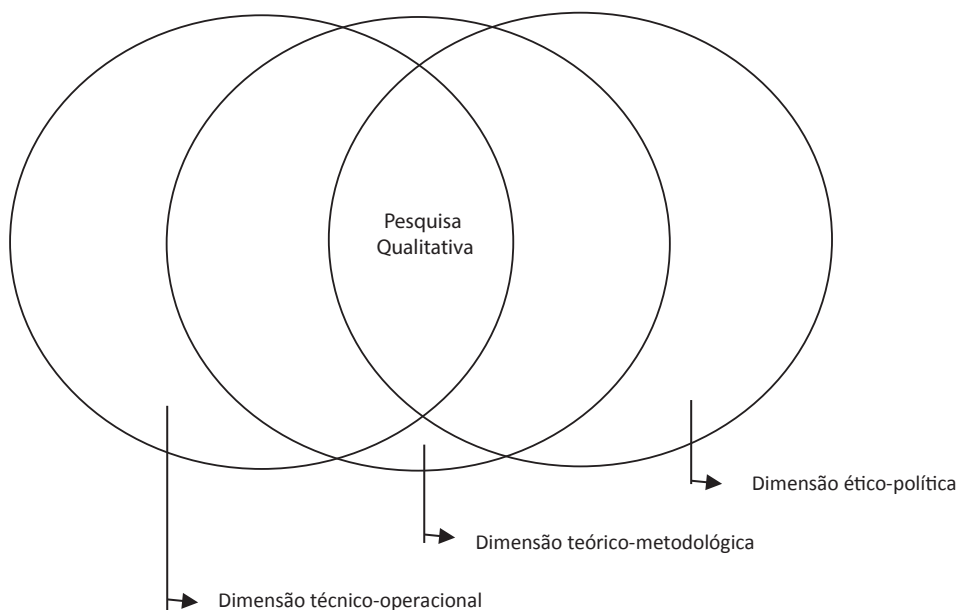 Pesquisa
Qualitativa
Dimensão ético-política
Dimensão teórico-metodológica
Dimensão técnico-operacional